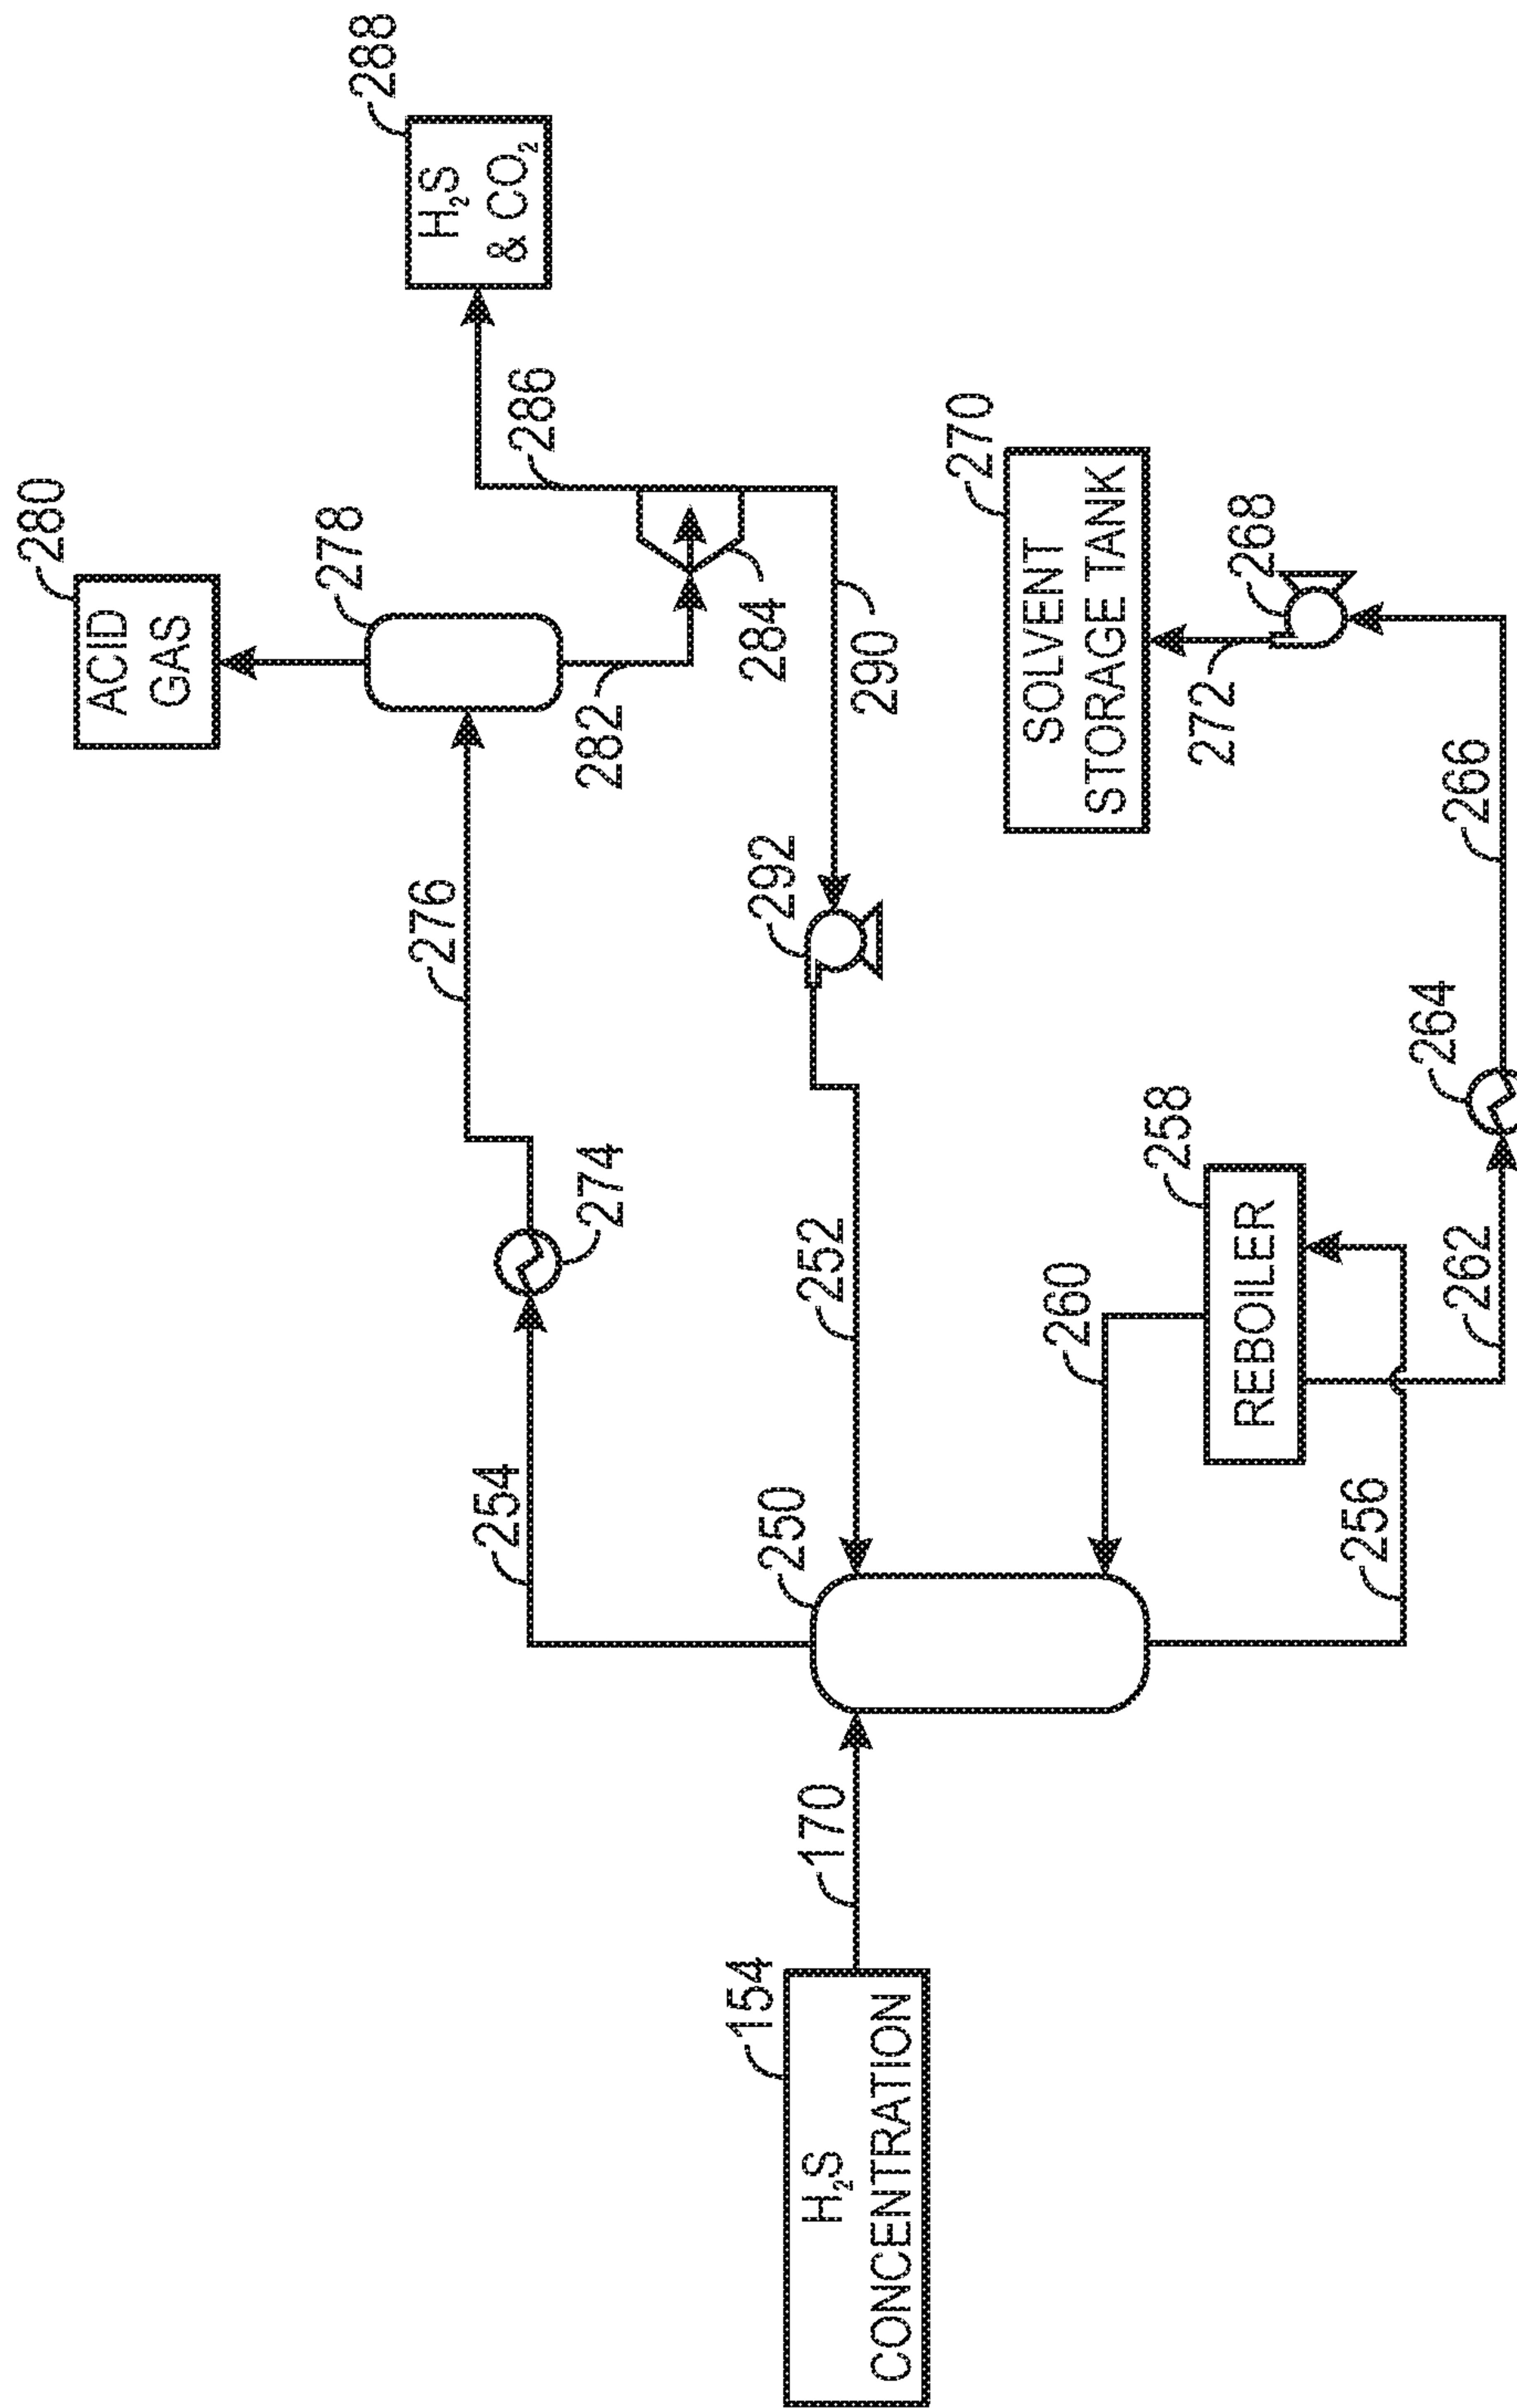 280
ACID
GAS
288
H₂S
& CO₂
278
276
274
254
282
284
286
290
292
252
250
170
154
H₂S
CONCENTRATION
270
SOLVENT
STORAGE TANK
272
268
266
264
262
258
REBOILER
260
256